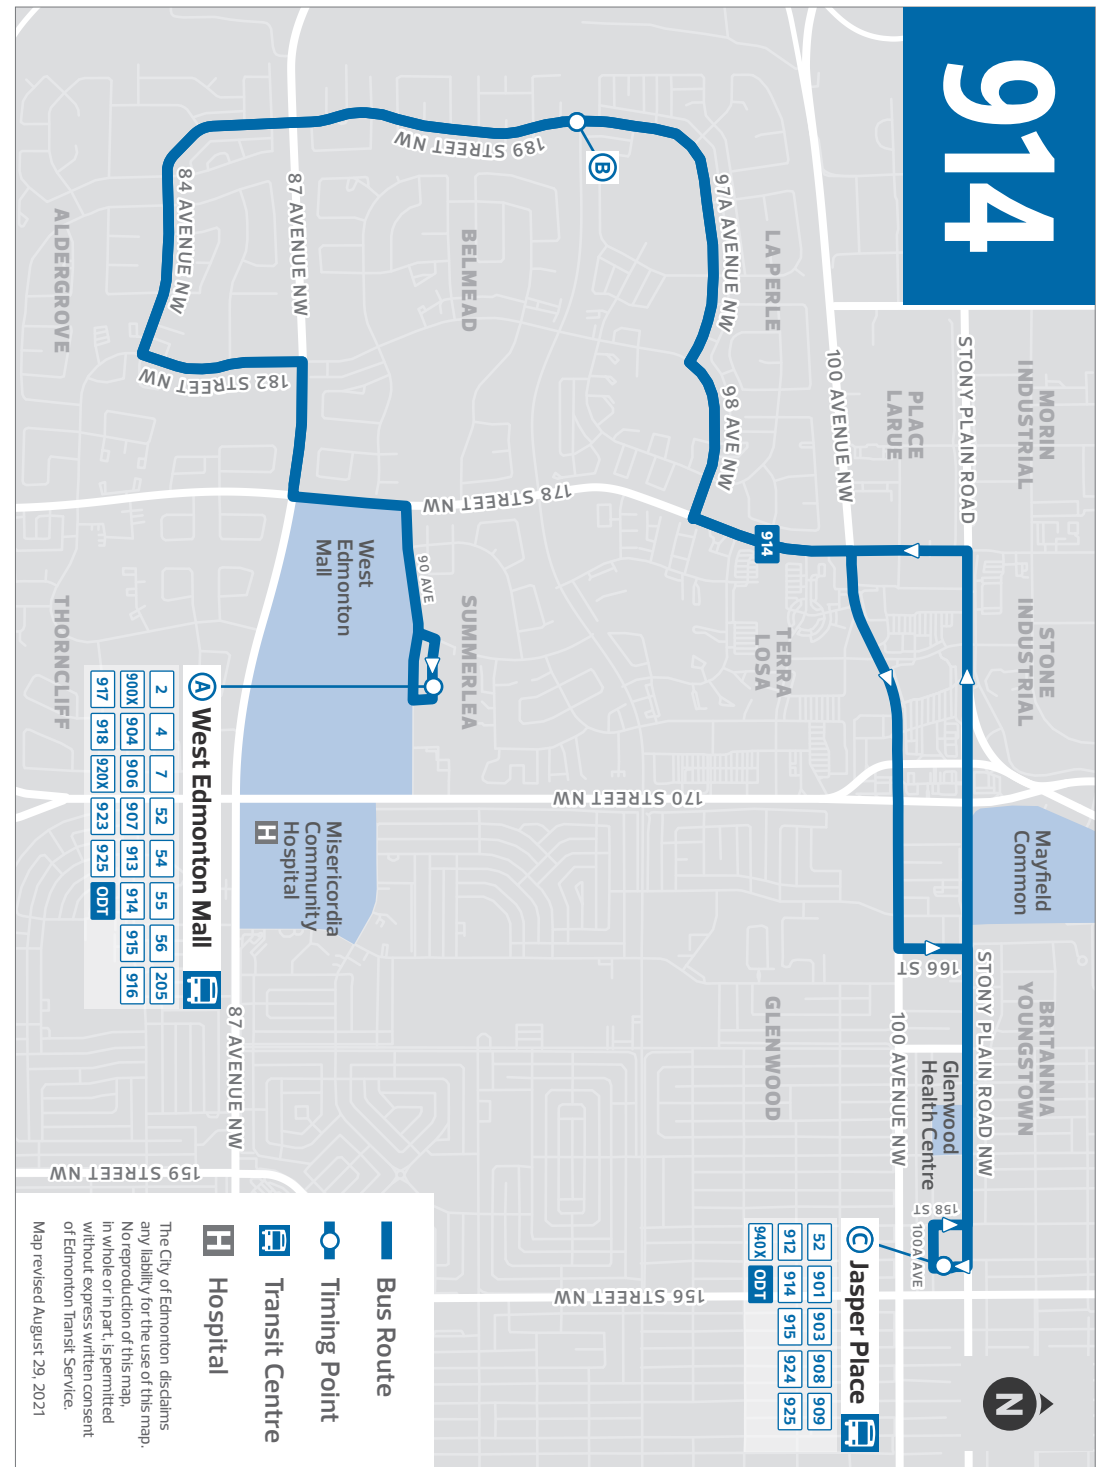 914
STONY PLAIN ROAD
MORIN
INDUSTRIAL
STONE
INDUSTRIAL
Mayfield
Common
BRITANNIA
YOUNGSTOWN
STONY PLAIN ROAD NW
PLACE
LARUE
166 ST
Glenwood
Health Centre
158 ST
100A AVE
100 AVENUE NW
100 AVENUE NW
LA PERLE
97A AVENUE NW
98 AVE NW
914
TERRA
LOSA
GLENWOOD
C Jasper Place
52 901 903 908 909
912 914 915 924 925
940X ODT
B
189 STREET NW
178 STREET NW
170 STREET NW
156 STREET NW
BELMEAD
SUMMERLEA
90 AVE
West
Edmonton
Mall
Misericordia
Community
Hospital
H
87 AVENUE NW
87 AVENUE NW
182 STREET NW
84 AVENUE NW
159 STREET NW
ALDERGROVE
THORNCLIFF
A West Edmonton Mall
2 4 7 52 54 55 56 205
900X 904 906 907 913 914 915 916
917 918 920X 923 925 ODT
N
Bus Route
Timing Point
Transit Centre
H Hospital
The City of Edmonton disclaims
any liability for the use of this map.
No reproduction of this map,
in whole or in part, is permitted
without express written consent
of Edmonton Transit Service.
Map revised August 29, 2021